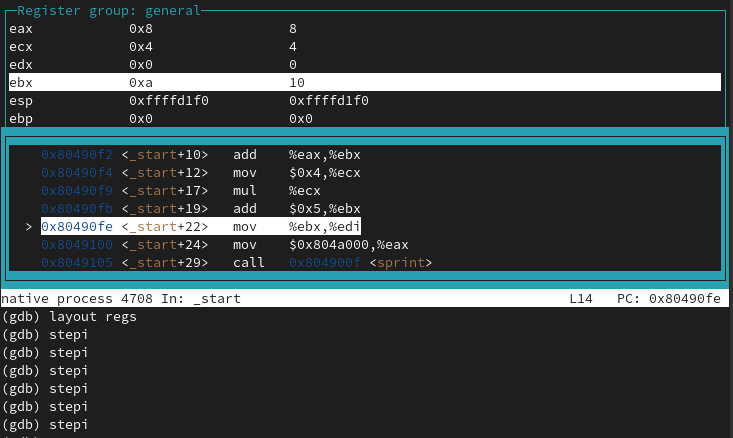 Register group: general
eax 0x8 8
ecx 0x4 4
edx 0x0 0
ebx 0xa 10
esp 0xffffd1f0 0xffffd1f0
ebp 0x0 0x0
0x80490f2 <_start+10> add %eax,%ebx
0x80490f4 <_start+12> mov $0x4,%ecx
0x80490f9 <_start+17> mul %ecx
0x80490fb <_start+19> add $0x5,%ebx
> 0x80490fe <_start+22> mov %ebx,%edi
0x8049100 <_start+24> mov $0x804a000,%eax
0x8049105 <_start+29> call 0x804900f <sprint>
native process 4708 In: _start L14 PC: 0x80490fe
(gdb) layout regs
(gdb) stepi
(gdb) stepi
(gdb) stepi
(gdb) stepi
(gdb) stepi
(gdb) stepi